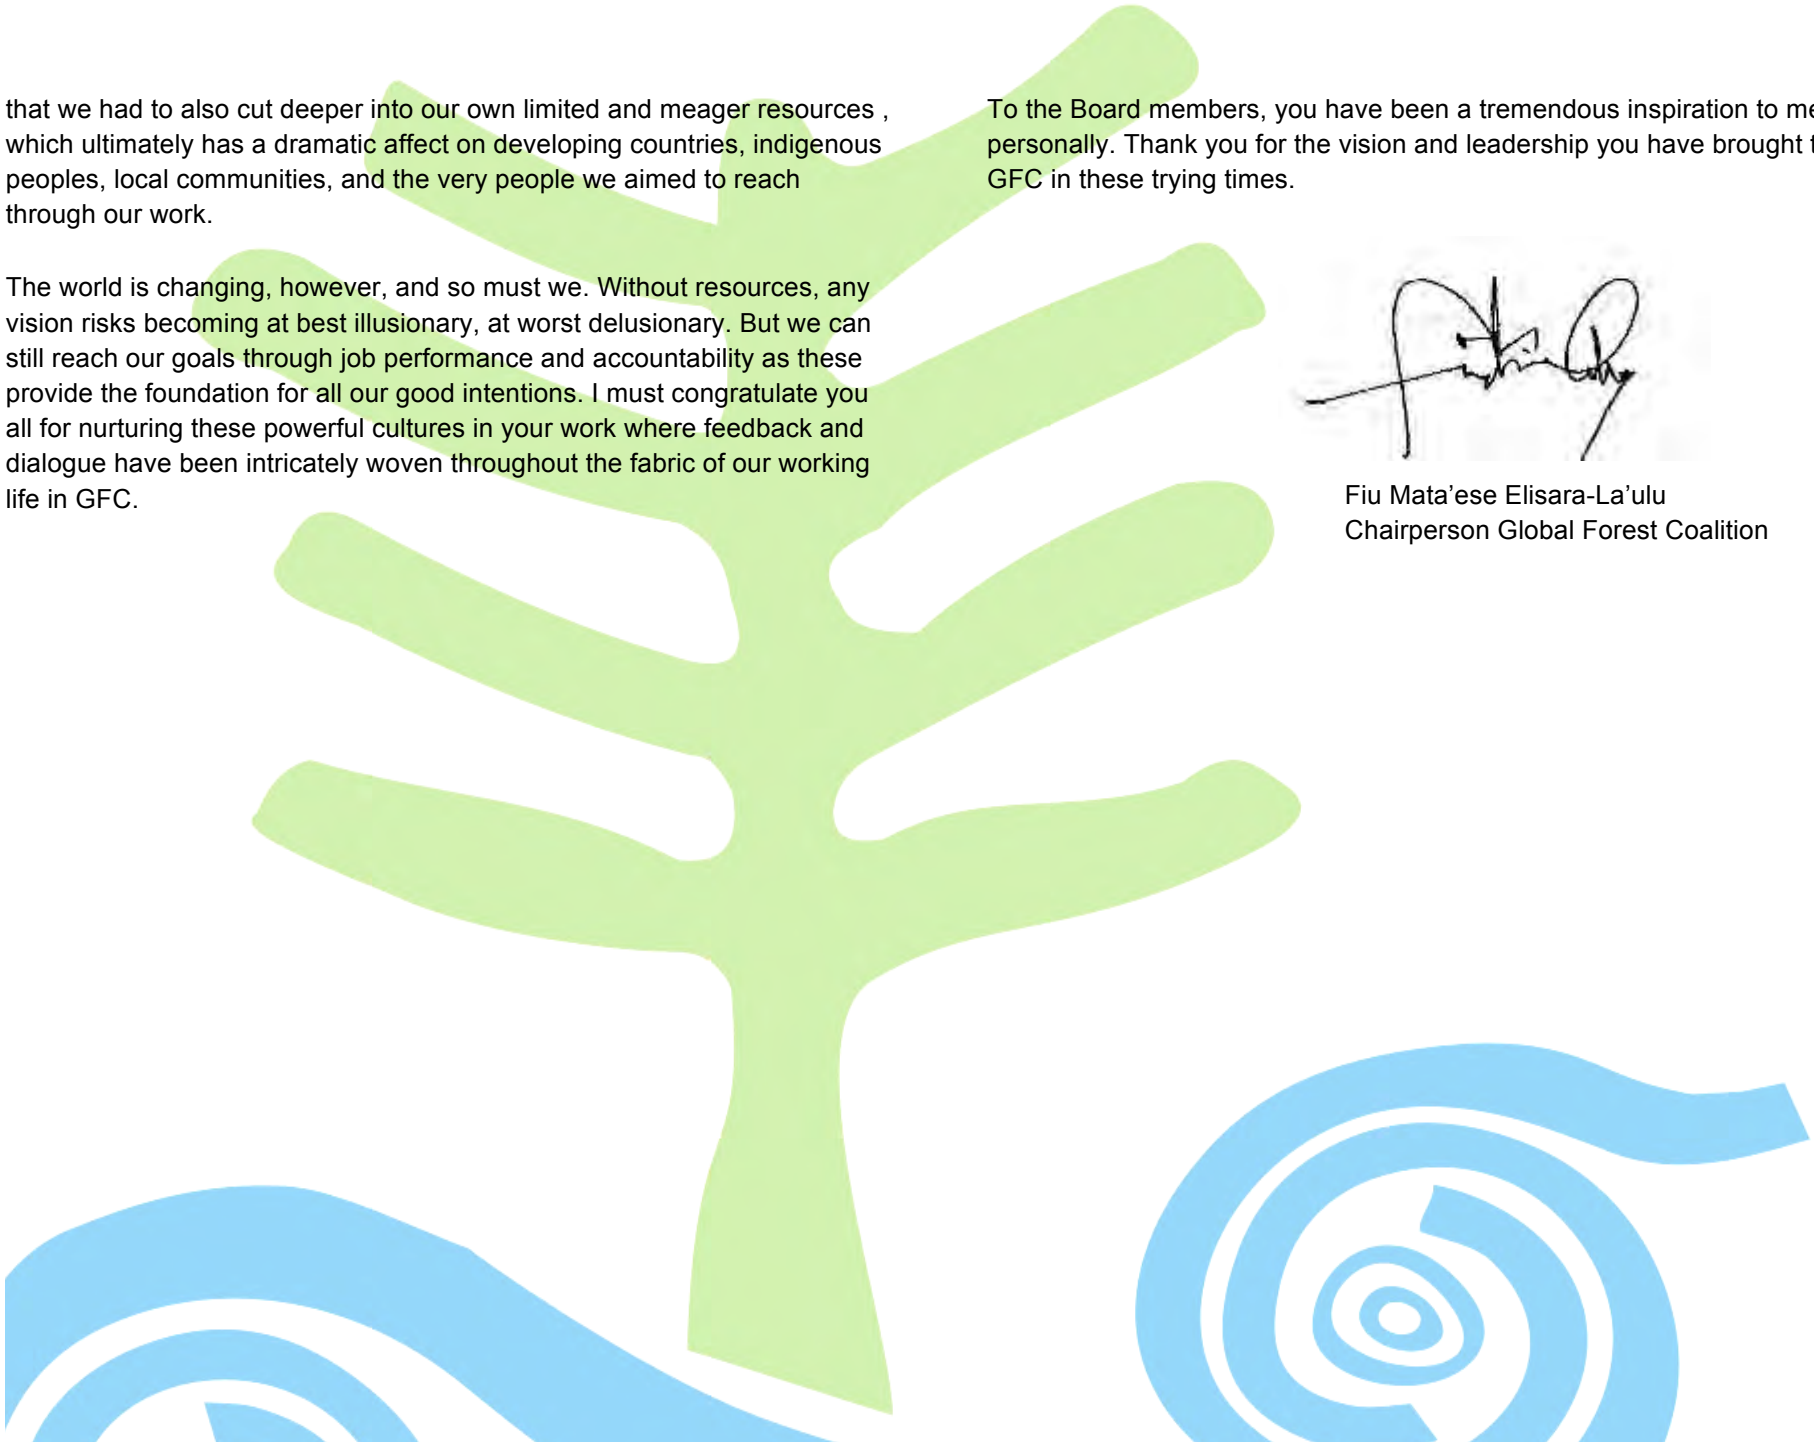 that we had to also cut deeper into our own limited and meager resources ,
which ultimately has a dramatic affect on developing countries, indigenous
peoples, local communities, and the very people we aimed to reach
through our work.
The world is changing, however, and so must we. Without resources, any
vision risks becoming at best illusionary, at worst delusionary. But we can
still reach our goals through job performance and accountability as these
provide the foundation for all our good intentions. I must congratulate you
all for nurturing these powerful cultures in your work where feedback and
dialogue have been intricately woven throughout the fabric of our working
life in GFC.
To the Board members, you have been a tremendous inspiration to me
personally. Thank you for the vision and leadership you have brought
GFC in these trying times.
Fiu Mata’ese Elisara-La’ulu
Chairperson Global Forest Coalition